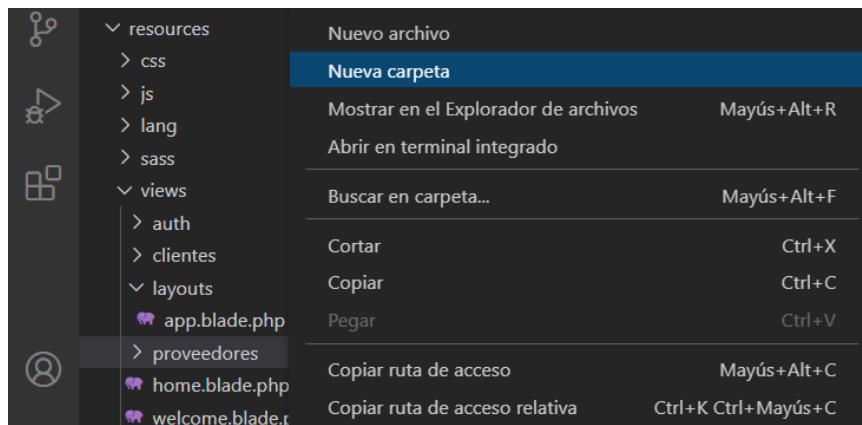 resources
css
js
lang
sass
views
auth
clientes
layouts
app.blade.php
proveedores
home.blade.php
welcome.blade.
Nuevo archivo
Nueva carpeta
Mostrar en el Explorador de archivos Mayús+Alt+R
Abrir en terminal integrado
Buscar en carpeta... Mayús+Alt+F
Cortar Ctrl+X
Copiar Ctrl+C
Pegar Ctrl+V
Copiar ruta de acceso Mayús+Alt+C
Copiar ruta de acceso relativa Ctrl+K Ctrl+Mayús+C